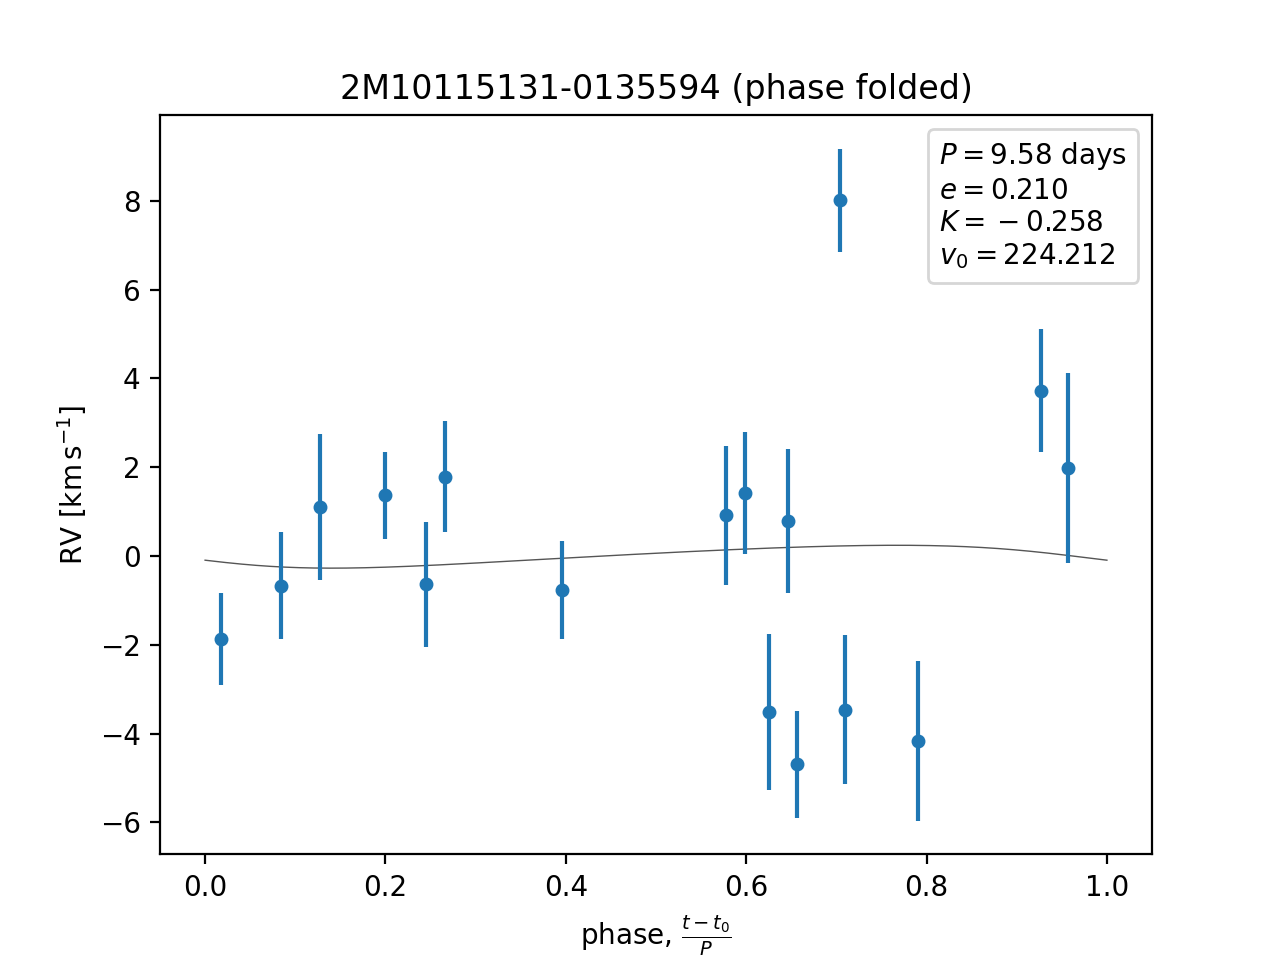 2M10115131-0135594 (phase folded)
P = 9.58 days
e = 0.210
K = −0.258
v₀ = 224.212
8
6
4
2
0
−2
−4
−6
RV [km s⁻¹]
0.0 0.2 0.4 0.6 0.8 1.0
phase, (t − t₀)/P